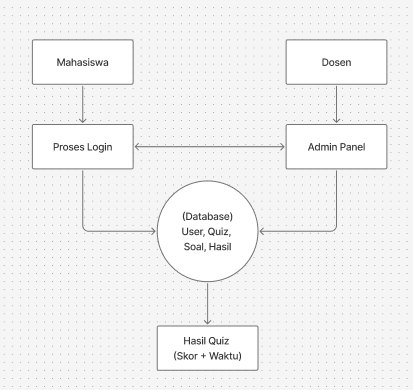 Mahasiswa
Dosen
Proses Login
Admin Panel
(Database)
User, Quiz,
Soal, Hasil
Hasil Quiz
(Skor + Waktu)